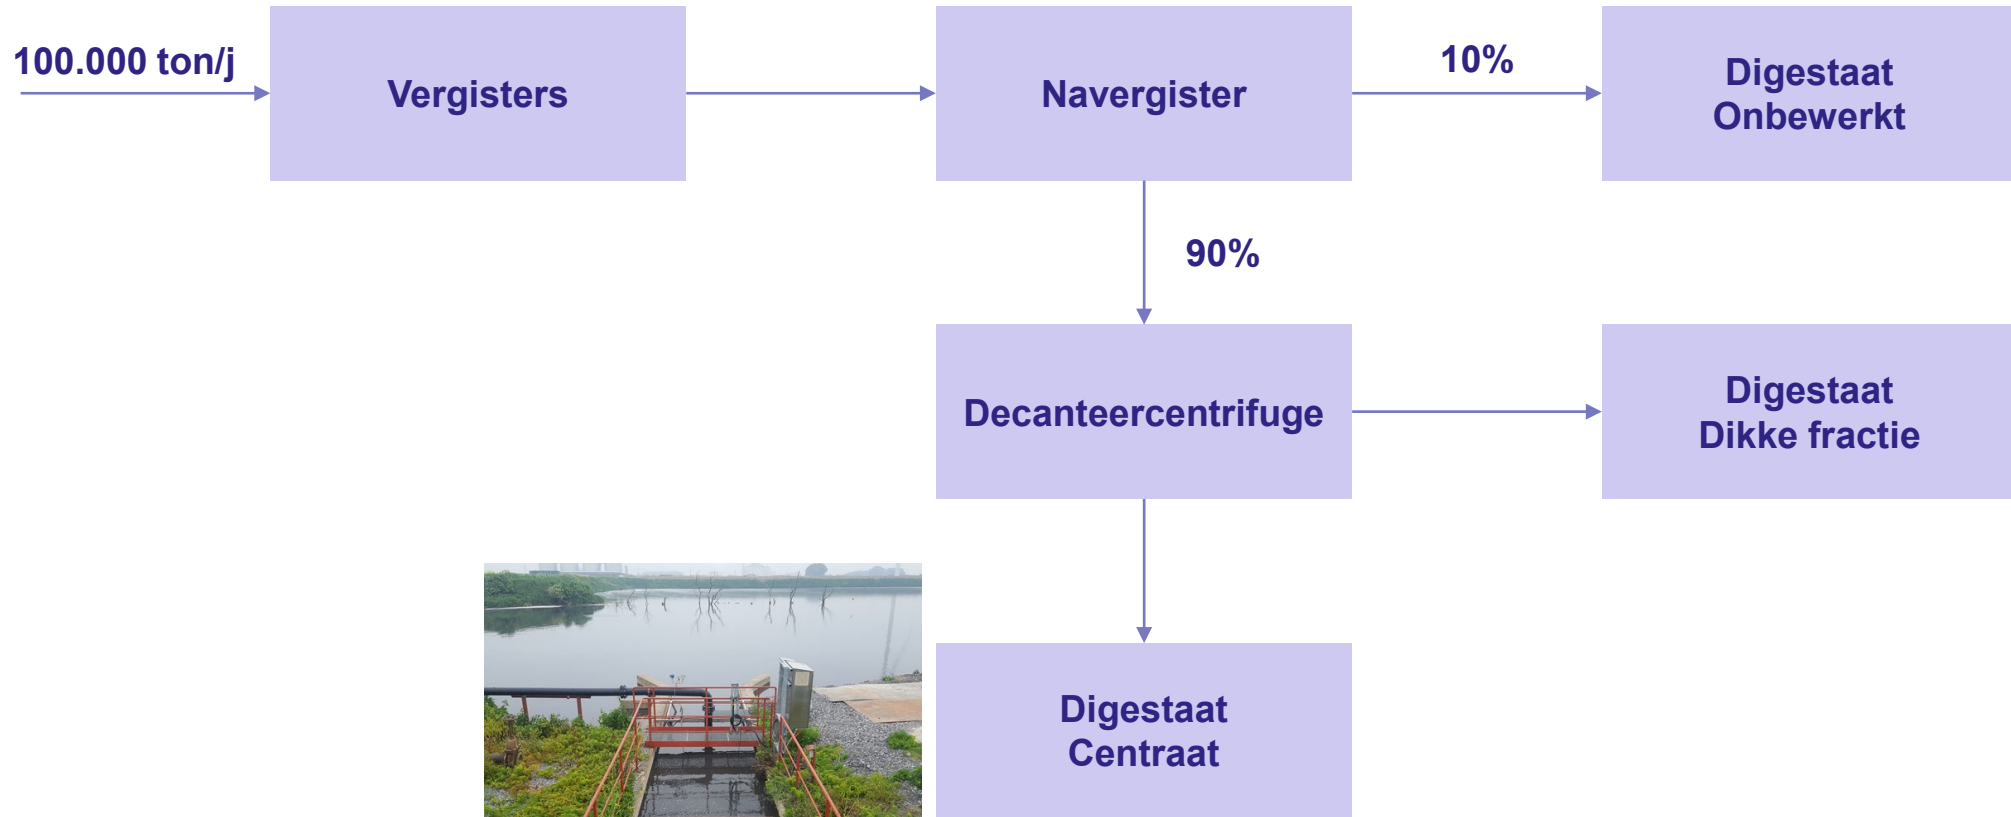 100.000 ton/j
Vergisters
Navergister
10%
Digestaat
Onbewerkt
90%
Decanteercentrifuge
Digestaat
Dikke fractie
Digestaat
Centraat